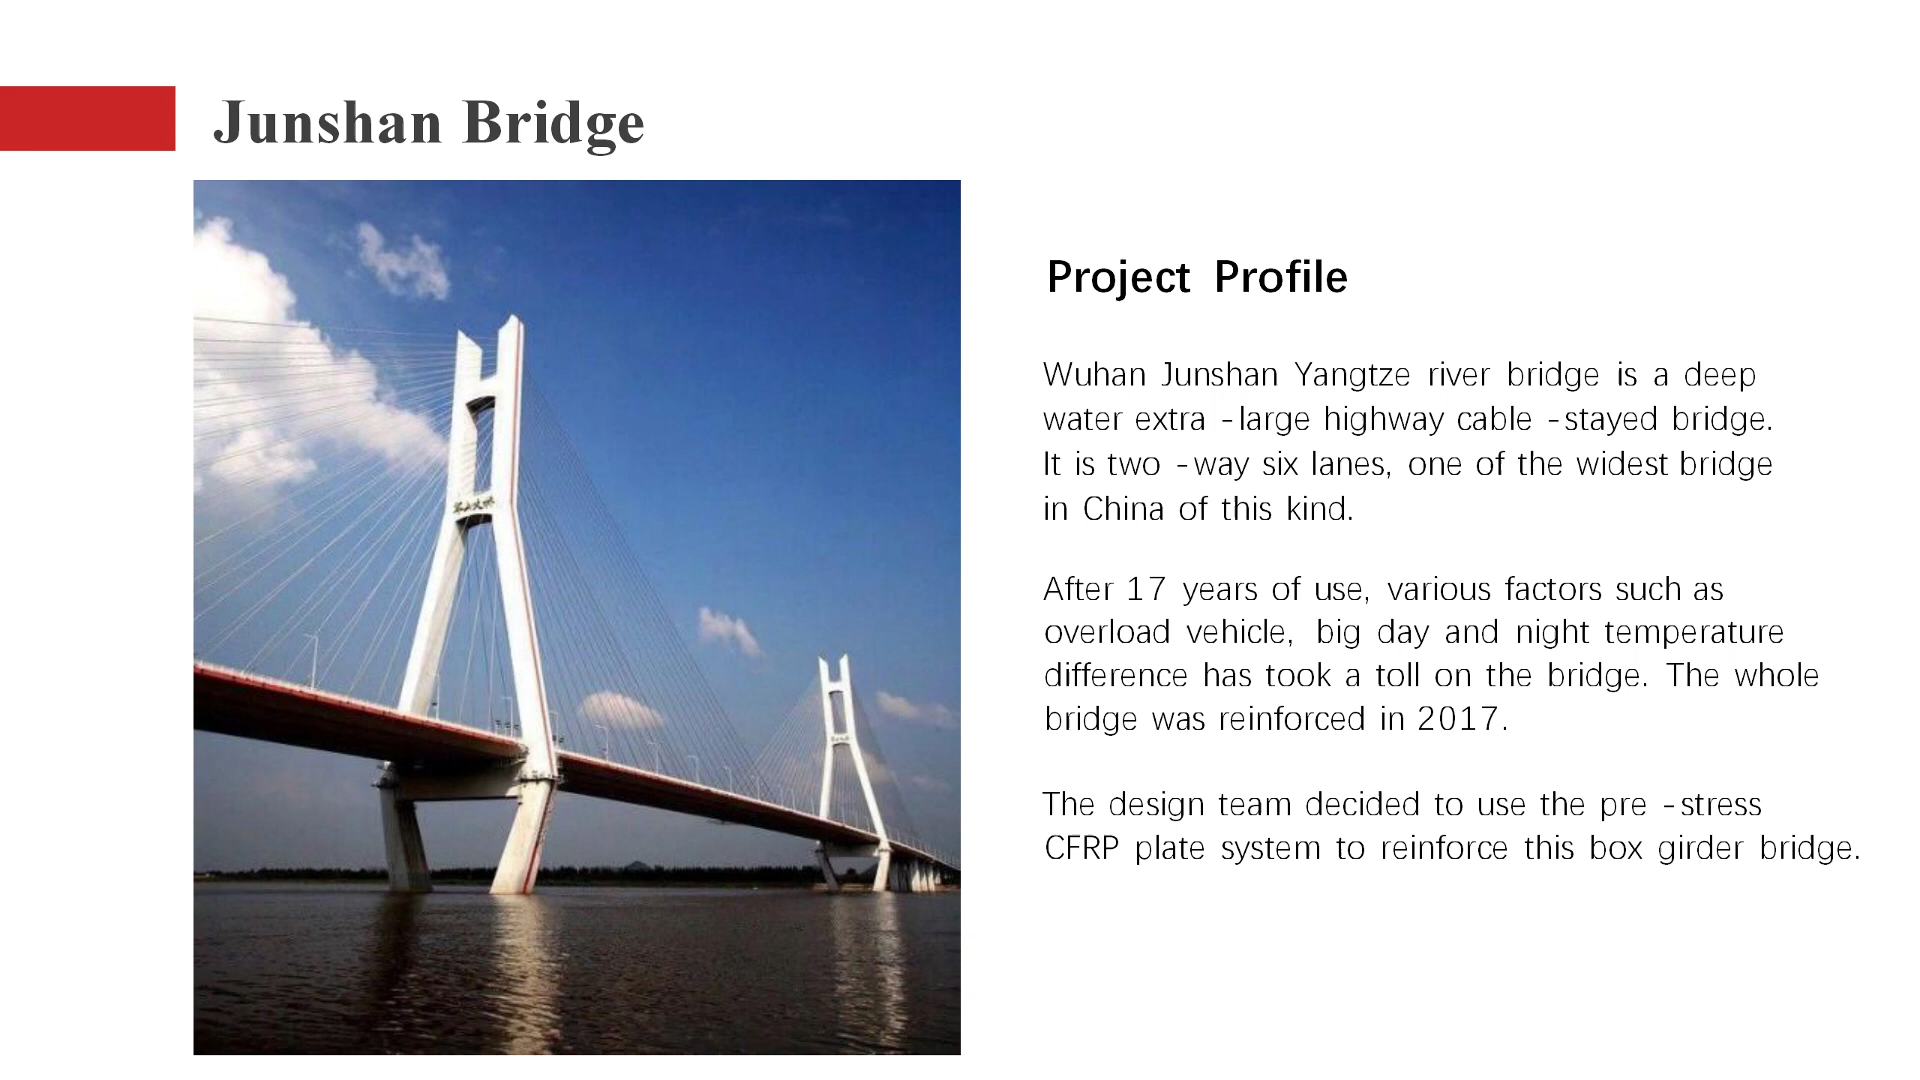 Junshan Bridge
Project Profile
Wuhan Junshan Yangtze river bridge is a deep
water extra -large highway cable -stayed bridge.
It is two -way six lanes, one of the widest bridge
in China of this kind.
After 17 years of use, various factors such as
overload vehicle, big day and night temperature
difference has took a toll on the bridge. The whole
bridge was reinforced in 2017.
The design team decided to use the pre -stress
CFRP plate system to reinforce this box girder bridge.